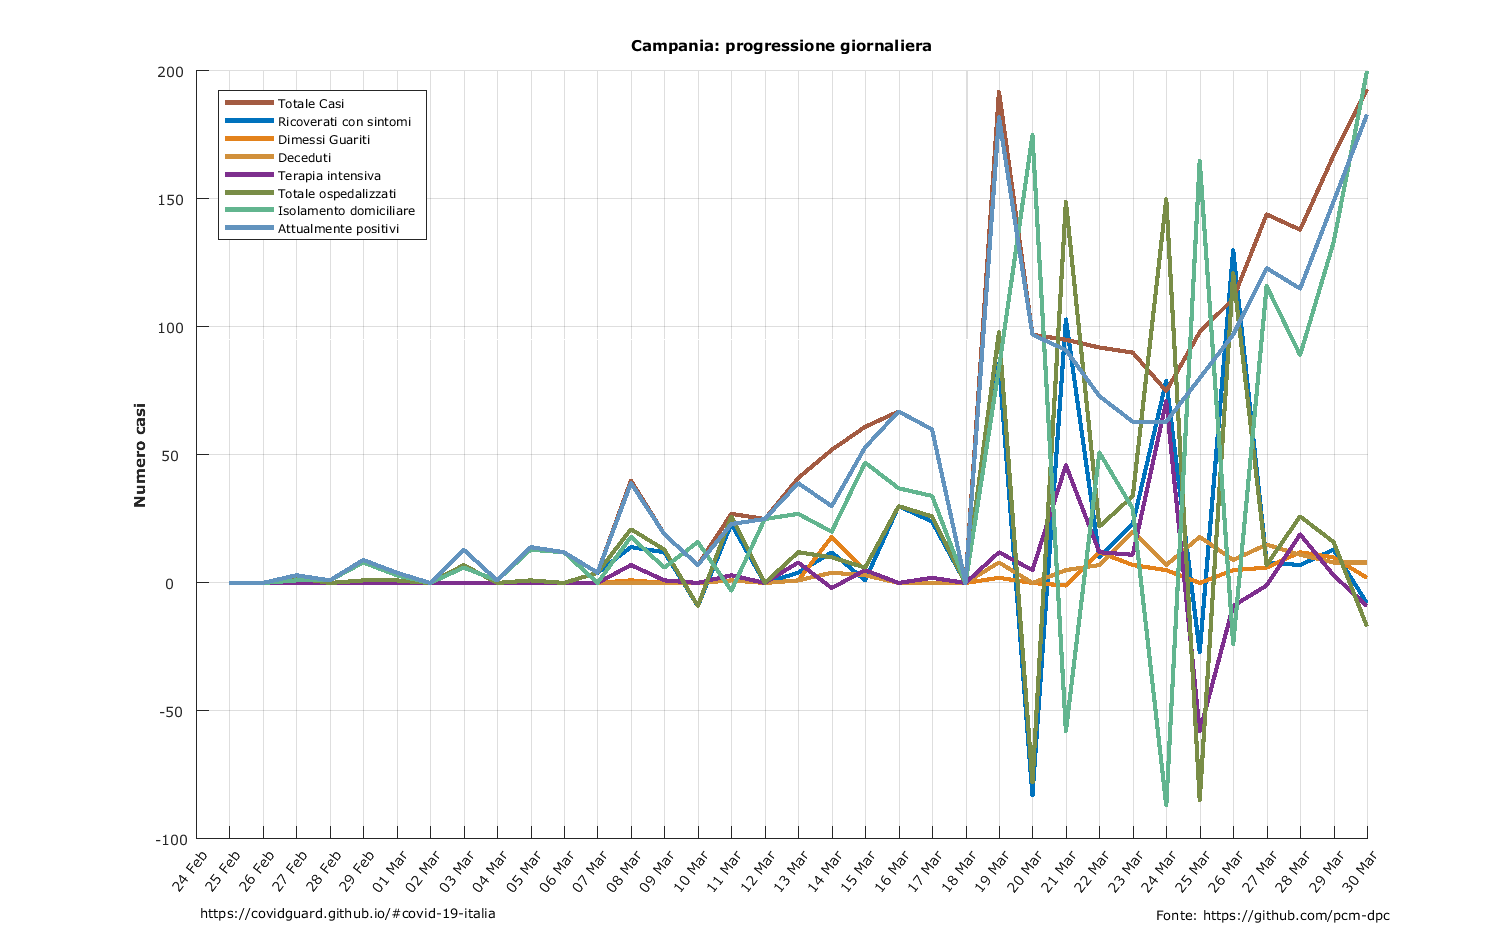 Campania: progressione giornaliera
200
150
100
50
0
-50
-100
Numero casi
Totale Casi
Ricoverati con sintomi
Dimessi Guariti
Deceduti
Terapia intensiva
Totale ospedalizzati
Isolamento domiciliare
Attualmente positivi
24 Feb
25 Feb
26 Feb
27 Feb
28 Feb
29 Feb
01 Mar
02 Mar
03 Mar
04 Mar
05 Mar
06 Mar
07 Mar
08 Mar
09 Mar
10 Mar
11 Mar
12 Mar
13 Mar
14 Mar
15 Mar
16 Mar
17 Mar
18 Mar
19 Mar
20 Mar
21 Mar
22 Mar
23 Mar
24 Mar
25 Mar
26 Mar
27 Mar
28 Mar
29 Mar
30 Mar
https://covidguard.github.io/#covid-19-italia
Fonte: https://github.com/pcm-dpc